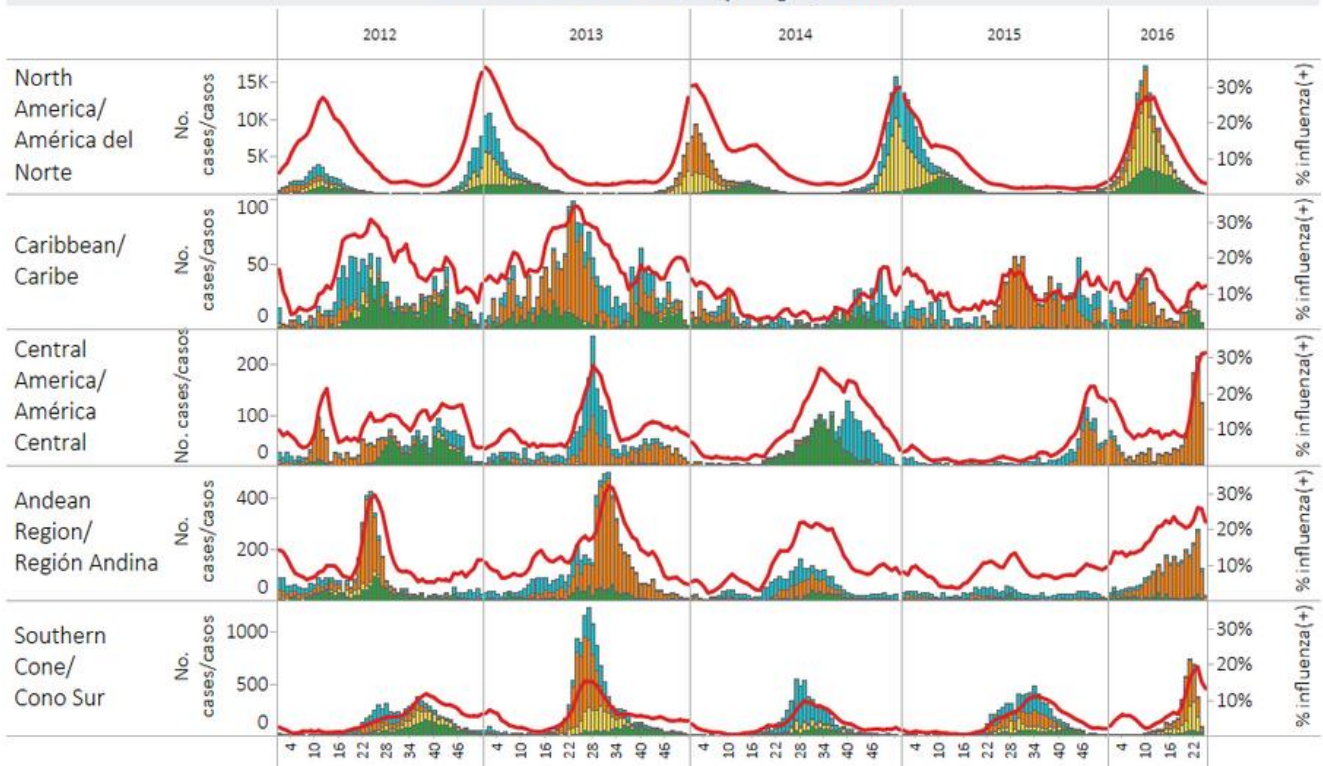 2012 2013 2014 2015 2016
North
America/
América del
Norte
No.
cases/casos
15K
10K
5K
30%
20%
10%
% influenza(+)
Caribbean/
Caribe
No.
cases/casos
100
50
0
30%
20%
10%
% influenza(+)
Central
America/
América
Central
No. cases/casos
200
100
0
30%
20%
10%
% influenza(+)
Andean
Region/
Región Andina
No.
cases/casos
400
200
0
30%
20%
10%
% influenza(+)
Southern
Cone/
Cono Sur
No.
cases/casos
1000
500
0
30%
20%
10%
% influenza(+)
4 10 16 22 28 34 40 46 4 10 16 22 28 34 40 46 4 10 16 22 28 34 40 46 4 10 16 22 28 34 40 46 4 10 16 22